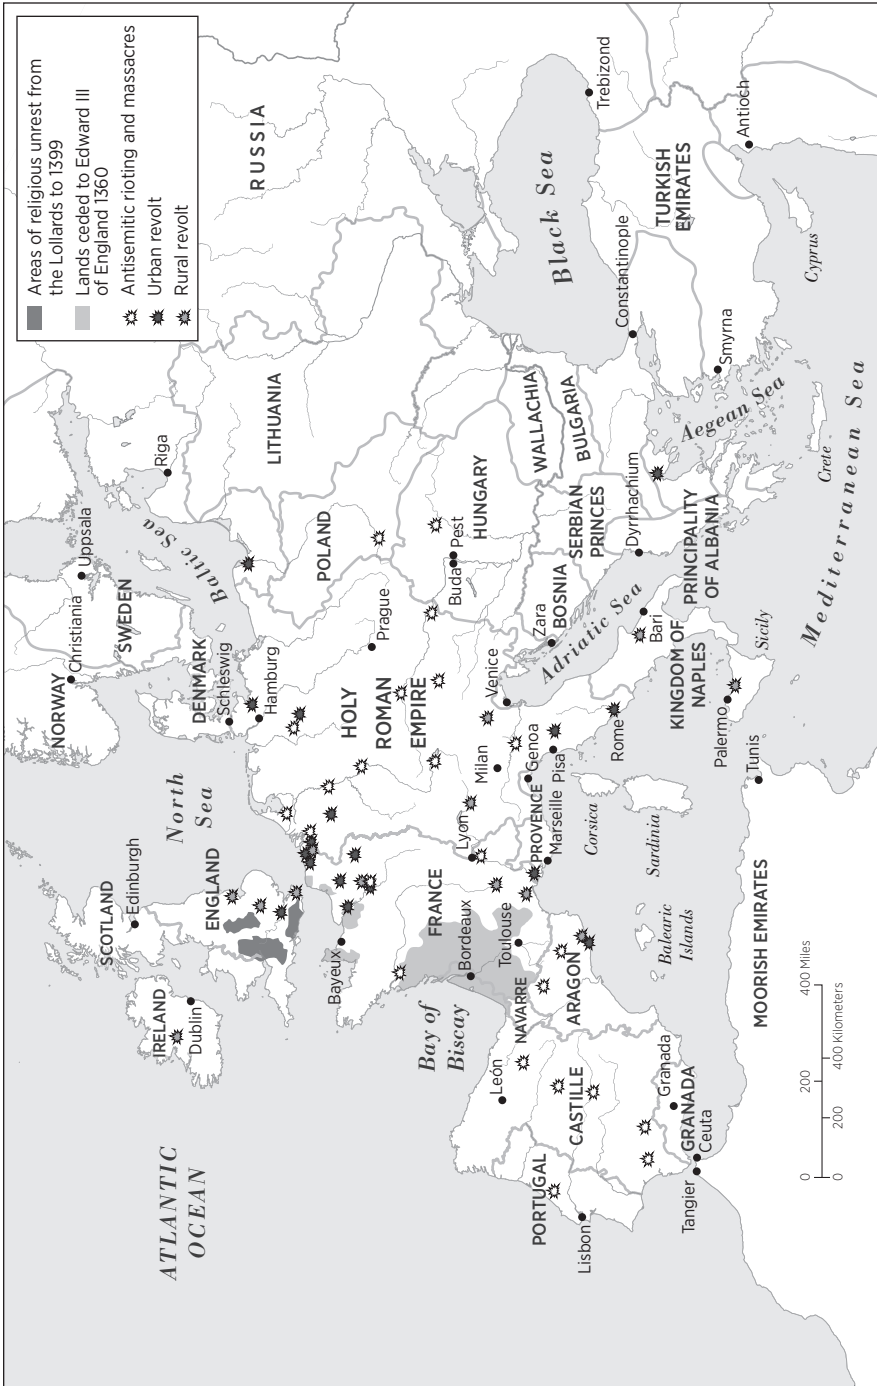 Areas of religious unrest from
the Lollards to 1399
Lands ceded to Edward III
of England 1360
Antisemitic rioting and massacres
Urban revolt
Rural revolt
ATLANTIC
OCEAN
SCOTLAND
Edinburgh
IRELAND
Dublin
ENGLAND
North
Sea
NORWAY
Christiania
SWEDEN
Uppsala
Baltic Sea
Riga
DENMARK
Schleswig
Hamburg
RUSSIA
LITHUANIA
POLAND
HOLY
ROMAN
EMPIRE
Prague
Bayeux
FRANCE
Bay of
Biscay
Bordeaux
Lyon
Toulouse
PROVENCE
Marseille
Milan
Venice
Genoa
Pisa
Rome
Buda
Pest
HUNGARY
WALLACHIA
BULGARIA
BOSNIA
Zara
SERBIAN
PRINCES
Dyrrhachium
PRINCIPALITY
OF ALBANIA
Adriatic Sea
Bari
KINGDOM OF
NAPLES
Sicily
Palermo
Corsica
Sardinia
Balearic
Islands
NAVARRE
ARAGON
León
CASTILLE
PORTUGAL
Lisbon
GRANADA
Granada
Ceuta
Tangier
MOORISH EMIRATES
Tunis
Mediterranean Sea
Crete
Aegean Sea
Smyrna
Constantinople
Black Sea
Trebizond
TURKISH
EMIRATES
Antioch
Cyprus
0 200 400 Miles
0 200 400 Kilometers